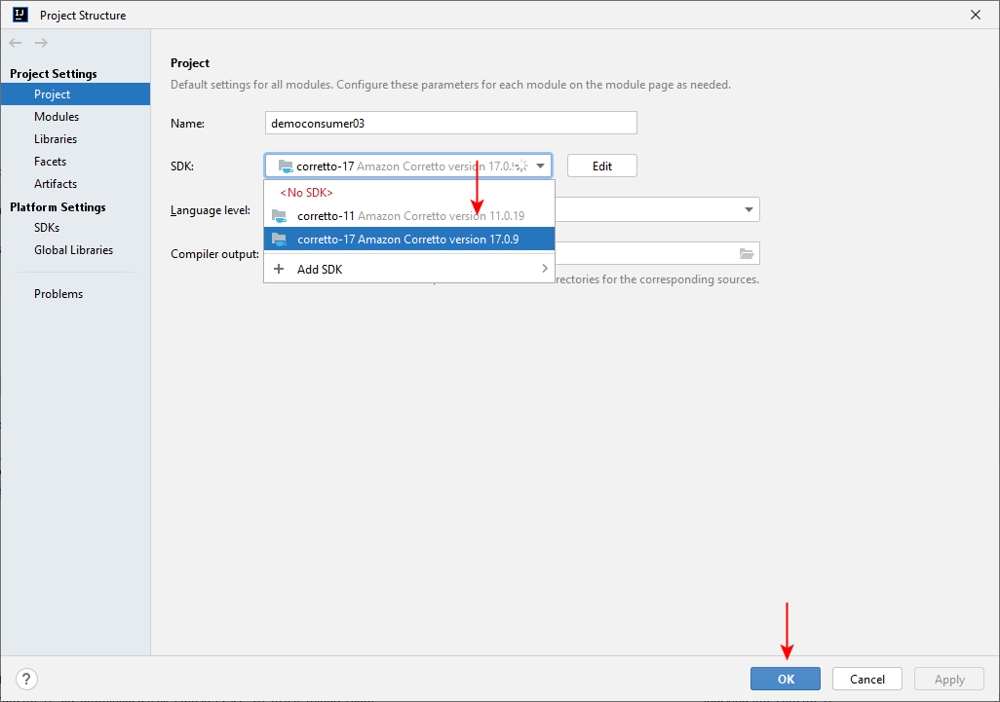 IJ
Project Structure
Project Settings
Project
Modules
Libraries
Facets
Artifacts
Platform Settings
SDKs
Global Libraries
Problems
Project
Default settings for all modules. Configure these parameters for each module on the module page as needed.
Name: democonsumer03
SDK: corretto-17 Amazon Corretto version 17.0. Edit
<No SDK>
Language level:
corretto-11 Amazon Corretto version 11.0.19
corretto-17 Amazon Corretto version 17.0.9
Compiler output:
+ Add SDK
rectories for the corresponding sources.
? OK Cancel Apply